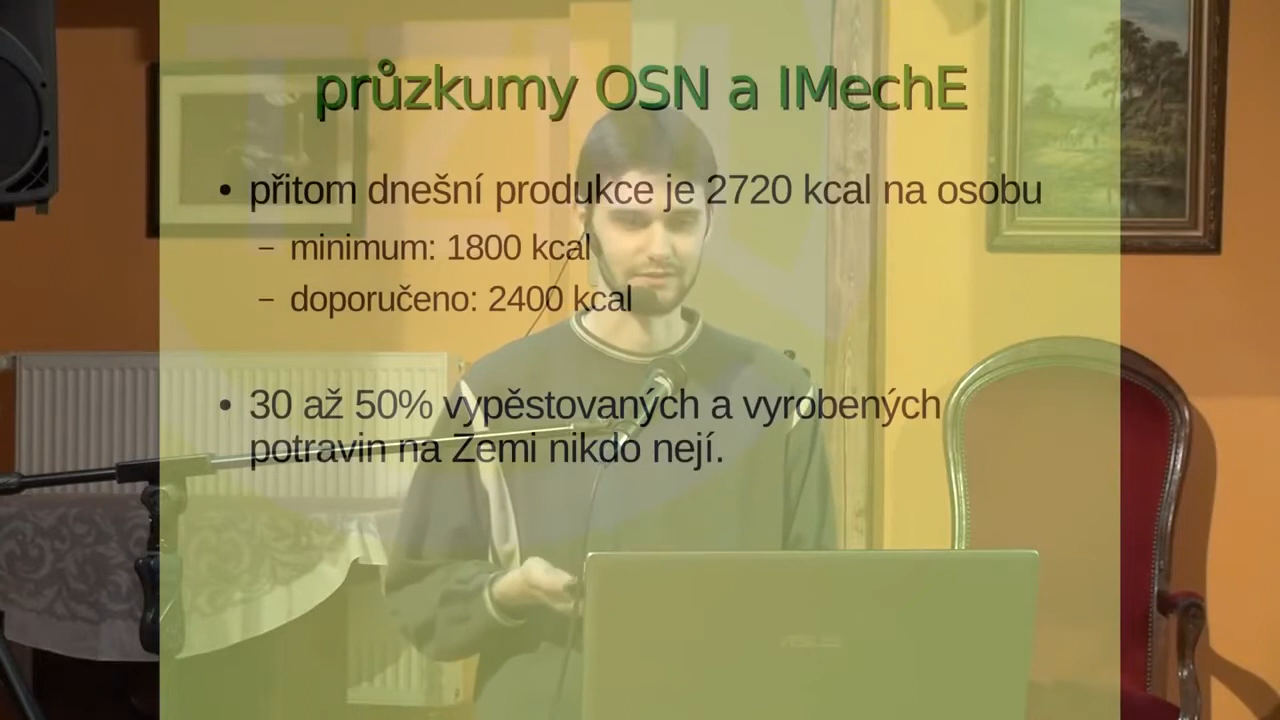 průzkumy OSN a IMechE
• přitom dnešní produkce je 2720 kcal na osobu
– minimum: 1800 kcal
– doporučeno: 2400 kcal
• 30 až 50% vypěstovaných a vyrobených
potravin na Zemi nikdo nejí.
ASUS